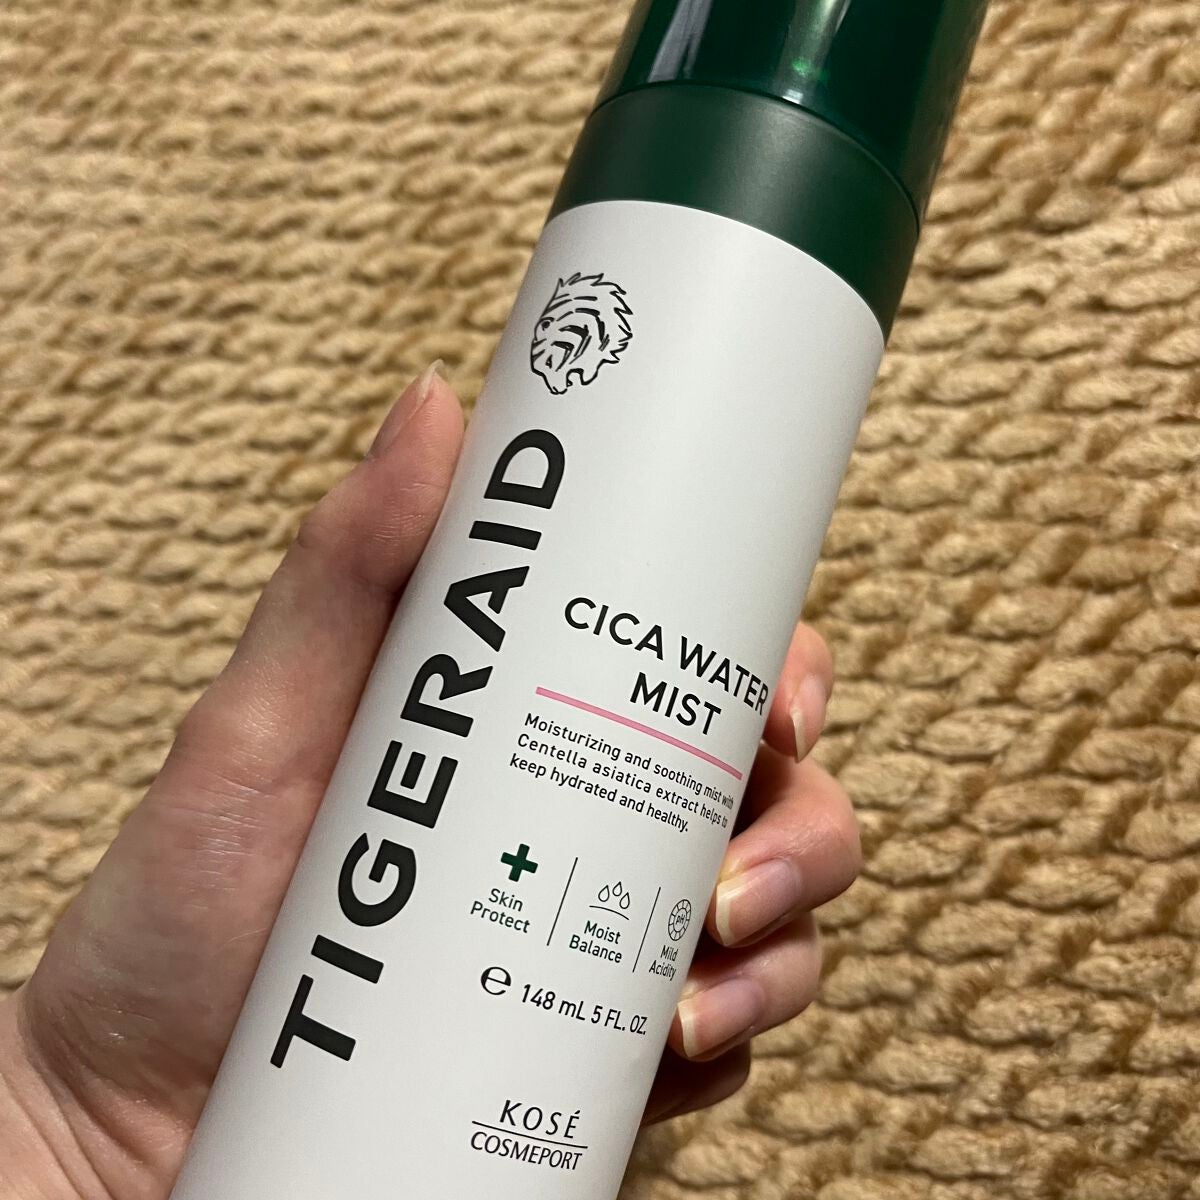 TIGERAID
CICA WATER
MIST
Moisturizing and soothing mist with
Centella asiatica extract helps to
keep hydrated and healthy.
Skin
Protect
Moist
Balance
pH
Mild
Acidity
℮ 148 mL 5 FL. OZ.
KOSÉ
COSMEPORT